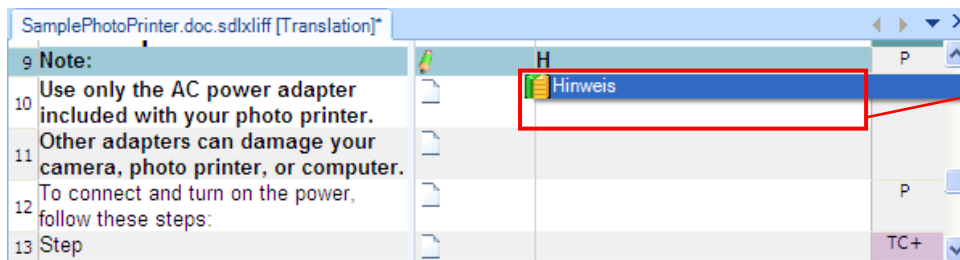 SamplePhotoPrinter.doc.sdlxliff [Translation]*
9 Note: H P
Hinweis
10 Use only the AC power adapter
included with your photo printer.
11 Other adapters can damage your
camera, photo printer, or computer.
12 To connect and turn on the power, P
follow these steps:
13 Step TC+